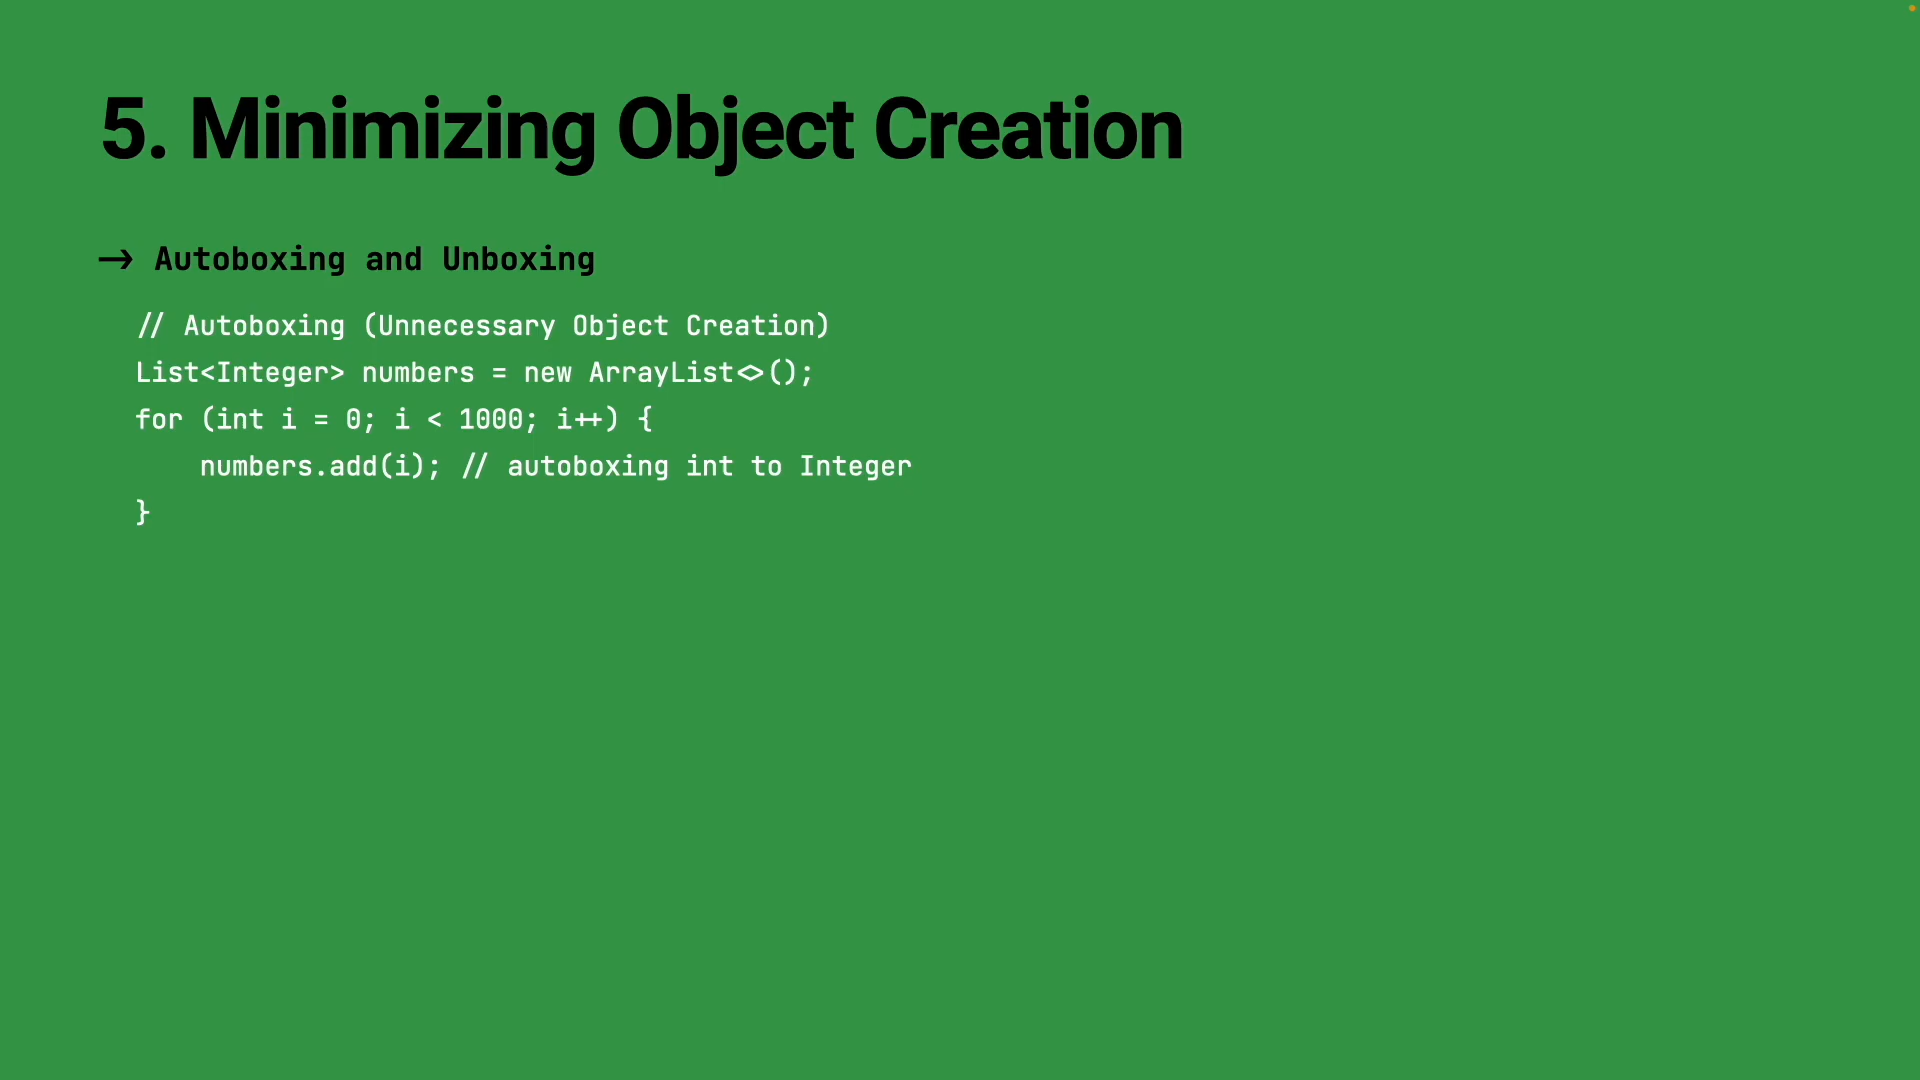 5. Minimizing Object Creation
→ Autoboxing and Unboxing
// Autoboxing (Unnecessary Object Creation)
List<Integer> numbers = new ArrayList<>();
for (int i = 0; i < 1000; i++) {
    numbers.add(i); // autoboxing int to Integer
}